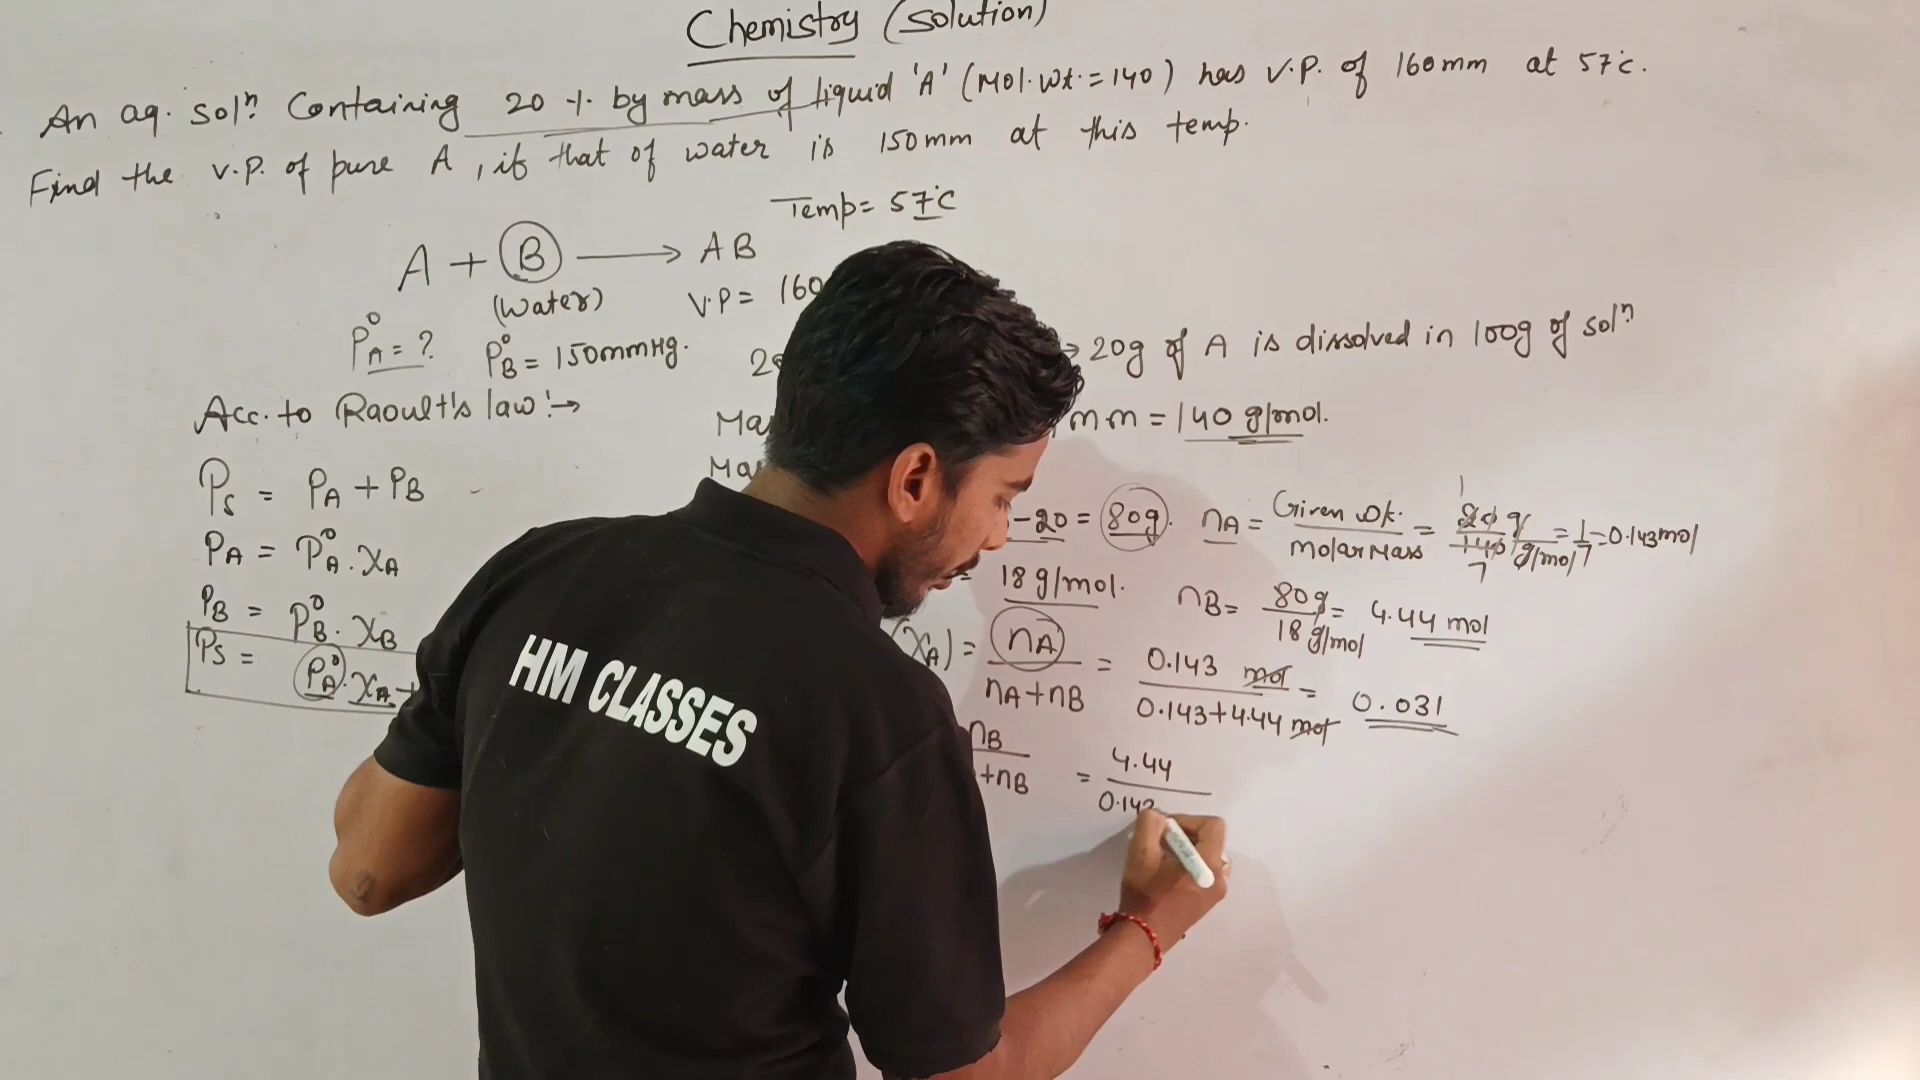 Chemistry (Solution)
An aq. solⁿ Containing 20 % by mass of liquid 'A' (Mol. Wt. = 140) has V.P. of 160mm at 57°c.
Find the V.P. of pure A, if that of water is 150mm at this temp.
Temp = 57°C
A + B ⟶ AB
(Water)
V.P = 160
P°A = ? P°B = 150mmHg.
→ 20g of A is dissolved in 100g of solⁿ
Acc. to Raoult's law :→
mm = 140 g/mol.
Ps = PA + PB
- 20 = 80g. nA = Given Wt. / Molar Mass = 20 g / 140 g/mol = 1/7 = 0.143 mol
PA = P°A . XA
18 g/mol. nB = 80g / 18 g/mol = 4.44 mol
PB = P°B . XB
Ps = P°A . XA +
(XA) = nA / nA + nB = 0.143 mol / 0.143 + 4.44 mol = 0.031
nB / + nB = 4.44 / 0.143
HM CLASSES